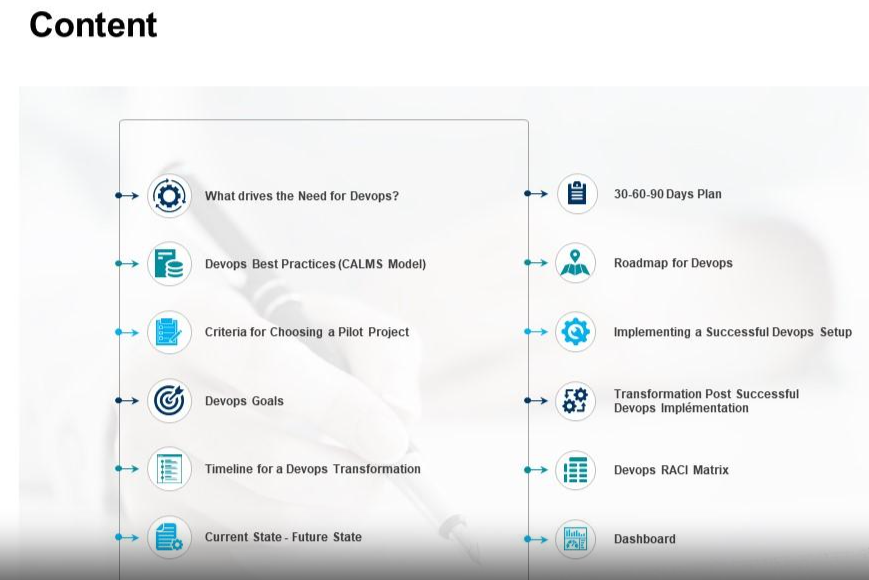 Content
What drives the Need for Devops?
Devops Best Practices (CALMS Model)
Criteria for Choosing a Pilot Project
Devops Goals
Timeline for a Devops Transformation
Current State - Future State
30-60-90 Days Plan
Roadmap for Devops
Implementing a Successful Devops Setup
Transformation Post Successful
Devops Implémentation
Devops RACI Matrix
Dashboard